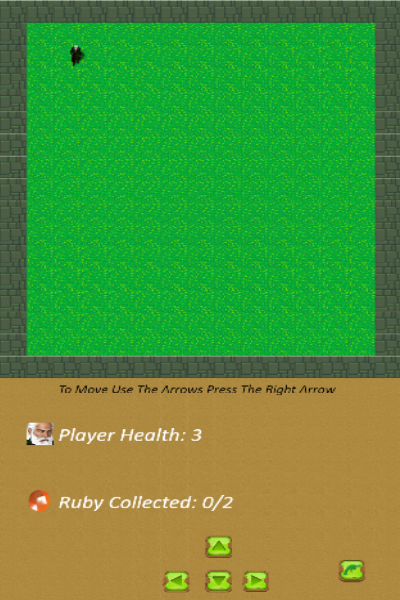 To Move Use The Arrows Press The Right Arrow
Player Health: 3
Ruby Collected: 0/2